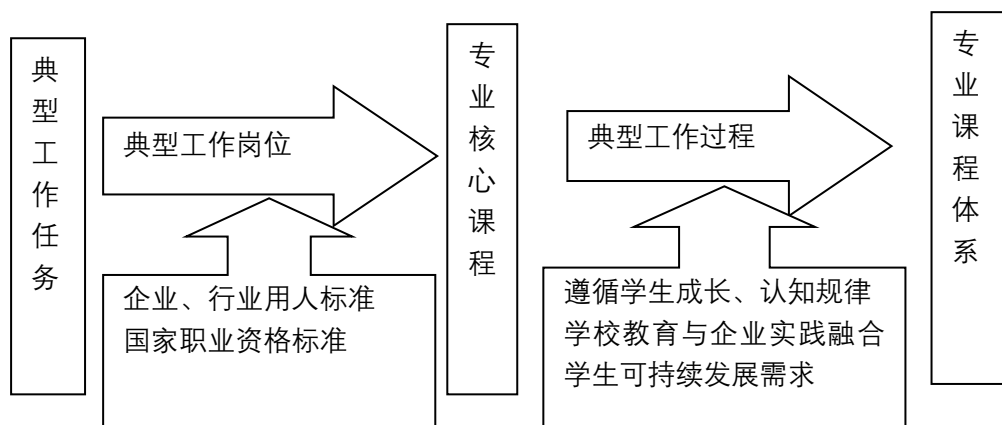 典型工作任务
典型工作岗位
企业、行业用人标准
国家职业资格标准
专业核心课程
典型工作过程
遵循学生成长、认知规律
学校教育与企业实践融合
学生可持续发展需求
专业课程体系